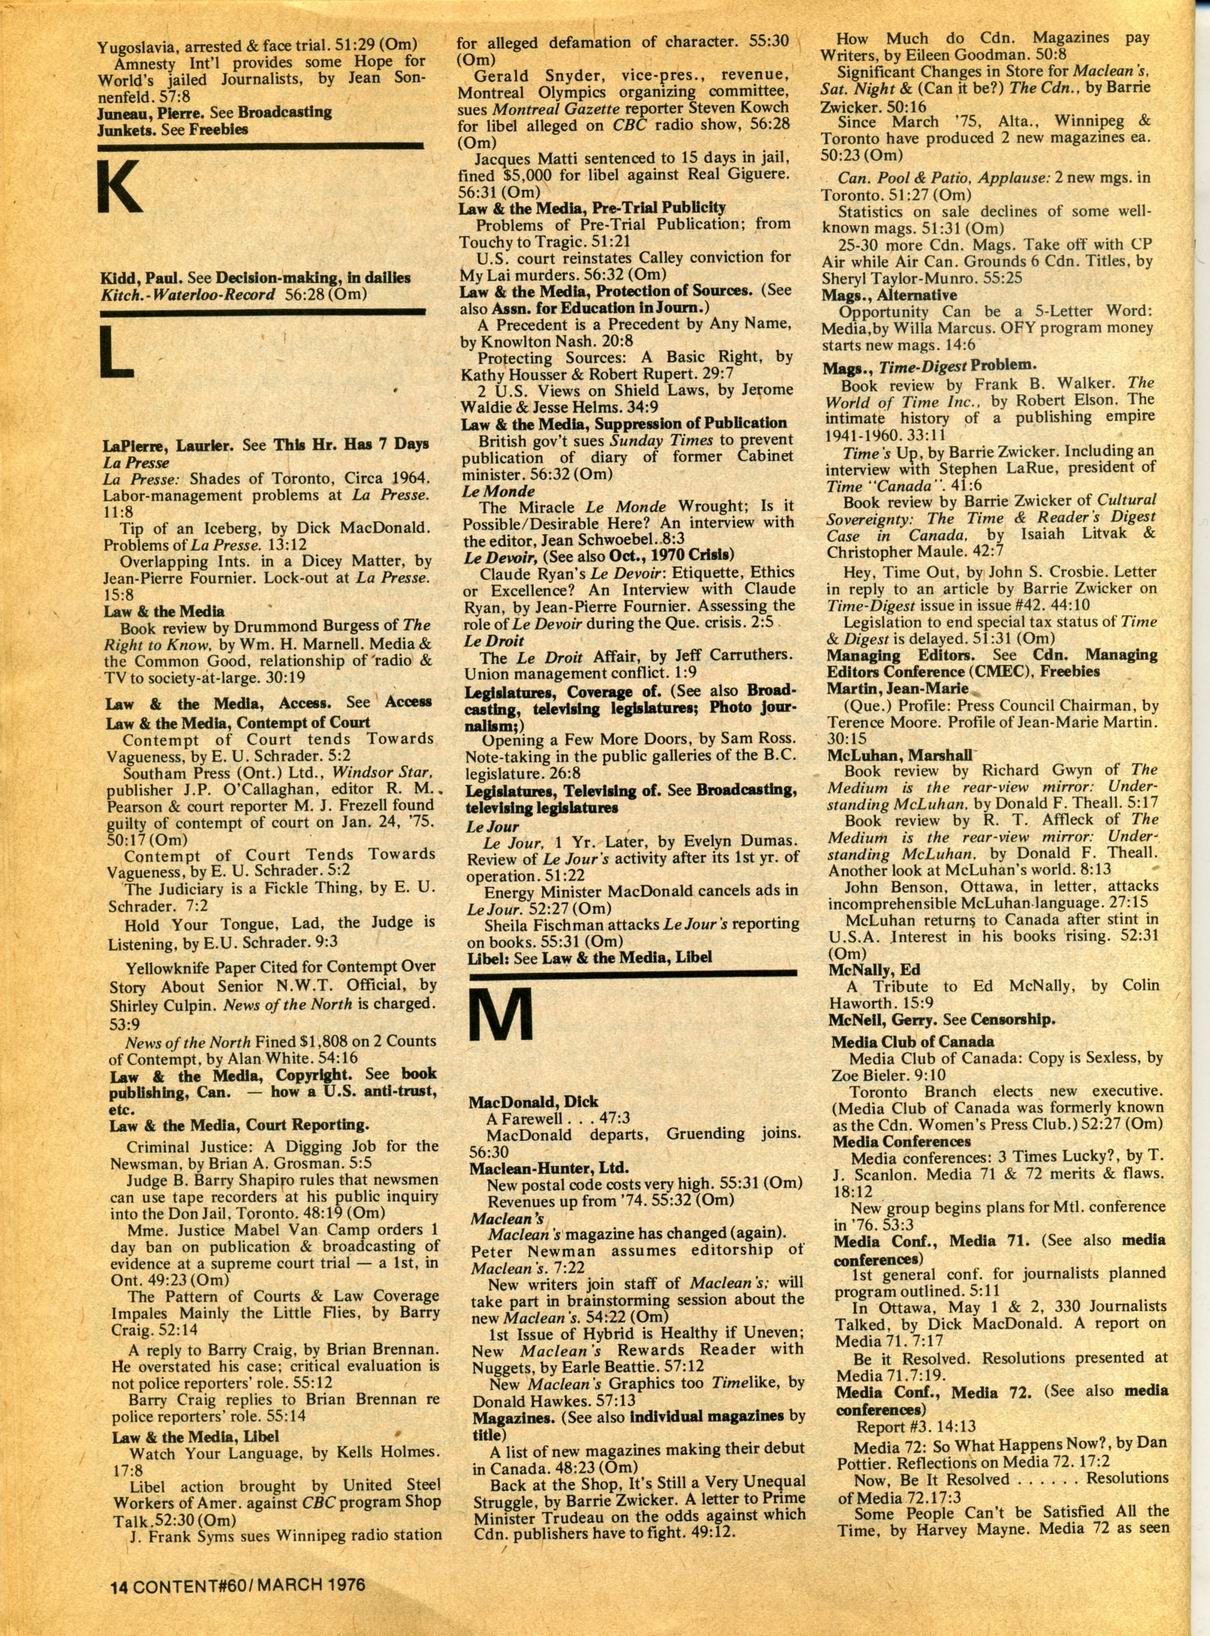 Yugoslavia, arrested & face trial. 51:29 (Om)
Amnesty Int'l provides some Hope for
World's jailed Journalists, by Jean Son-
nenfeld. 57:8
Juneau, Pierre. See Broadcasting
Junkets. See Freebies
K
Kidd, Paul. See Decision-making, in dailies
Kitch.-Waterloo-Record 56:28 (Om)
L
LaPierre, Laurier. See This Hr. Has 7 Days
La Presse
La Presse: Shades of Toronto, Circa 1964.
Labor-management problems at La Presse.
11:8
Tip of an Iceberg, by Dick MacDonald.
Problems of La Presse. 13:12
Overlapping Ints. in a Dicey Matter, by
Jean-Pierre Fournier. Lock-out at La Presse.
15:8
Law & the Media
Book review by Drummond Burgess of The
Right to Know, by Wm. H. Marnell. Media &
the Common Good, relationship of radio &
TV to society-at-large. 30:19
Law & the Media, Access. See Access
Law & the Media, Contempt of Court
Contempt of Court tends Towards
Vagueness, by E. U. Schrader. 5:2
Southam Press (Ont.) Ltd., Windsor Star,
publisher J.P. O'Callaghan, editor R. M.
Pearson & court reporter M. J. Frezell found
guilty of contempt of court on Jan. 24, '75.
50:17 (Om)
Contempt of Court Tends Towards
Vagueness, by E. U. Schrader. 5:2
The Judiciary is a Fickle Thing, by E. U.
Schrader. 7:2
Hold Your Tongue, Lad, the Judge is
Listening, by E.U. Schrader. 9:3
Yellowknife Paper Cited for Contempt Over
Story About Senior N.W.T. Official, by
Shirley Culpin. News of the North is charged.
53:9
News of the North Fined $1,808 on 2 Counts
of Contempt, by Alan White. 54:16
Law & the Media, Copyright. See book
publishing, Can. — how a U.S. anti-trust,
etc.
Law & the Media, Court Reporting.
Criminal Justice: A Digging Job for the
Newsman, by Brian A. Grosman. 5:5
Judge B. Barry Shapiro rules that newsmen
can use tape recorders at his public inquiry
into the Don Jail, Toronto. 48:19 (Om)
Mme. Justice Mabel Van Camp orders 1
day ban on publication & broadcasting of
evidence at a supreme court trial — a 1st, in
Ont. 49:23 (Om)
The Pattern of Courts & Law Coverage
Impales Mainly the Little Flies, by Barry
Craig. 52:14
A reply to Barry Craig, by Brian Brennan.
He overstated his case; critical evaluation is
not police reporters' role. 55:12
Barry Craig replies to Brian Brennan re
police reporters' role. 55:14
Law & the Media, Libel
Watch Your Language, by Kells Holmes.
17:8
Libel action brought by United Steel
Workers of Amer. against CBC program Shop
Talk.52:30 (Om)
J. Frank Syms sues Winnipeg radio station
for alleged defamation of character. 55:30
(Om)
Gerald Snyder, vice-pres., revenue,
Montreal Olympics organizing committee,
sues Montreal Gazette reporter Steven Kowch
for libel alleged on CBC radio show, 56:28
(Om)
Jacques Matti sentenced to 15 days in jail,
fined $5,000 for libel against Real Giguere.
56:31 (Om)
Law & the Media, Pre-Trial Publicity
Problems of Pre-Trial Publication; from
Touchy to Tragic. 51:21
U.S. court reinstates Calley conviction for
My Lai murders. 56:32 (Om)
Law & the Media, Protection of Sources. (See
also Assn. for Education in Journ.)
A Precedent is a Precedent by Any Name,
by Knowlton Nash. 20:8
Protecting Sources: A Basic Right, by
Kathy Housser & Robert Rupert. 29:7
2 U.S. Views on Shield Laws, by Jerome
Waldie & Jesse Helms. 34:9
Law & the Media, Suppression of Publication
British gov't sues Sunday Times to prevent
publication of diary of former Cabinet
minister. 56:32 (Om)
Le Monde
The Miracle Le Monde Wrought; Is it
Possible/Desirable Here? An interview with
the editor, Jean Schwoebel..8:3
Le Devoir, (See also Oct., 1970 Crisis)
Claude Ryan's Le Devoir: Etiquette, Ethics
or Excellence? An Interview with Claude
Ryan, by Jean-Pierre Fournier. Assessing the
role of Le Devoir during the Que. crisis. 2:5
Le Droit
The Le Droit Affair, by Jeff Carruthers.
Union management conflict. 1:9
Legislatures, Coverage of. (See also Broad-
casting, televising legislatures; Photo jour-
nalism;)
Opening a Few More Doors, by Sam Ross.
Note-taking in the public galleries of the B.C.
legislature. 26:8
Legislatures, Televising of. See Broadcasting,
televising legislatures
Le Jour
Le Jour, 1 Yr. Later, by Evelyn Dumas.
Review of Le Jour's activity after its 1st yr. of
operation. 51:22
Energy Minister MacDonald cancels ads in
Le Jour. 52:27 (Om)
Sheila Fischman attacks Le Jour's reporting
on books. 55:31 (Om)
Libel: See Law & the Media, Libel
M
MacDonald, Dick
A Farewell . . . 47:3
MacDonald departs, Gruending joins.
56:30
Maclean-Hunter, Ltd.
New postal code costs very high. 55:31 (Om)
Revenues up from '74. 55:32 (Om)
Maclean's
Maclean's magazine has changed (again).
Peter Newman assumes editorship of
Maclean's. 7:22
New writers join staff of Maclean's; will
take part in brainstorming session about the
new Maclean's. 54:22 (Om)
1st Issue of Hybrid is Healthy if Uneven;
New Maclean's Rewards Reader with
Nuggets, by Earle Beattie. 57:12
New Maclean's Graphics too Timelike, by
Donald Hawkes. 57:13
Magazines. (See also individual magazines by
title)
A list of new magazines making their debut
in Canada. 48:23 (Om)
Back at the Shop, It's Still a Very Unequal
Struggle, by Barrie Zwicker. A letter to Prime
Minister Trudeau on the odds against which
Cdn. publishers have to fight. 49:12.
How Much do Cdn. Magazines pay
Writers, by Eileen Goodman. 50:8
Significant Changes in Store for Maclean's,
Sat. Night & (Can it be?) The Cdn., by Barrie
Zwicker. 50:16
Since March '75, Alta., Winnipeg &
Toronto have produced 2 new magazines ea.
50:23 (Om)
Can. Pool & Patio, Applause: 2 new mgs. in
Toronto. 51:27 (Om)
Statistics on sale declines of some well-
known mags. 51:31 (Om)
25-30 more Cdn. Mags. Take off with CP
Air while Air Can. Grounds 6 Cdn. Titles, by
Sheryl Taylor-Munro. 55:25
Mags., Alternative
Opportunity Can be a 5-Letter Word:
Media,by Willa Marcus. OFY program money
starts new mags. 14:6
Mags., Time-Digest Problem.
Book review by Frank B. Walker. The
World of Time Inc., by Robert Elson. The
intimate history of a publishing empire
1941-1960. 33:11
Time's Up, by Barrie Zwicker. Including an
interview with Stephen LaRue, president of
Time "Canada". 41:6
Book review by Barrie Zwicker of Cultural
Sovereignty: The Time & Reader's Digest
Case in Canada, by Isaiah Litvak &
Christopher Maule. 42:7
Hey, Time Out, by John S. Crosbie. Letter
in reply to an article by Barrie Zwicker on
Time-Digest issue in issue #42. 44:10
Legislation to end special tax status of Time
& Digest is delayed. 51:31 (Om)
Managing Editors. See Cdn. Managing
Editors Conference (CMEC), Freebies
Martin, Jean-Marie
(Que.) Profile: Press Council Chairman, by
Terence Moore. Profile of Jean-Marie Martin.
30:15
McLuhan, Marshall
Book review by Richard Gwyn of The
Medium is the rear-view mirror: Under-
standing McLuhan, by Donald F. Theall. 5:17
Book review by R. T. Affleck of The
Medium is the rear-view mirror: Under-
standing McLuhan, by Donald F. Theall.
Another look at McLuhan's world. 8:13
John Benson, Ottawa, in letter, attacks
incomprehensible McLuhan language. 27:15
McLuhan returns to Canada after stint in
U.S.A. Interest in his books rising. 52:31
(Om)
McNally, Ed
A Tribute to Ed McNally, by Colin
Haworth. 15:9
McNeil, Gerry. See Censorship.
Media Club of Canada
Media Club of Canada: Copy is Sexless, by
Zoe Bieler. 9:10
Toronto Branch elects new executive.
(Media Club of Canada was formerly known
as the Cdn. Women's Press Club.) 52:27 (Om)
Media Conferences
Media conferences: 3 Times Lucky?, by T.
J. Scanlon. Media 71 & 72 merits & flaws.
18:12
New group begins plans for Mtl. conference
in '76. 53:3
Media Conf., Media 71. (See also media
conferences)
1st general conf. for journalists planned
program outlined. 5:11
In Ottawa, May 1 & 2, 330 Journalists
Talked, by Dick MacDonald. A report on
Media 71. 7:17
Be it Resolved. Resolutions presented at
Media 71.7:19.
Media Conf., Media 72. (See also media
conferences)
Report #3. 14:13
Media 72: So What Happens Now?, by Dan
Pottier. Reflections on Media 72. 17:2
Now, Be It Resolved . . . . . . Resolutions
of Media 72.17:3
Some People Can't be Satisfied All the
Time, by Harvey Mayne. Media 72 as seen
14 CONTENT#60/ MARCH 1976